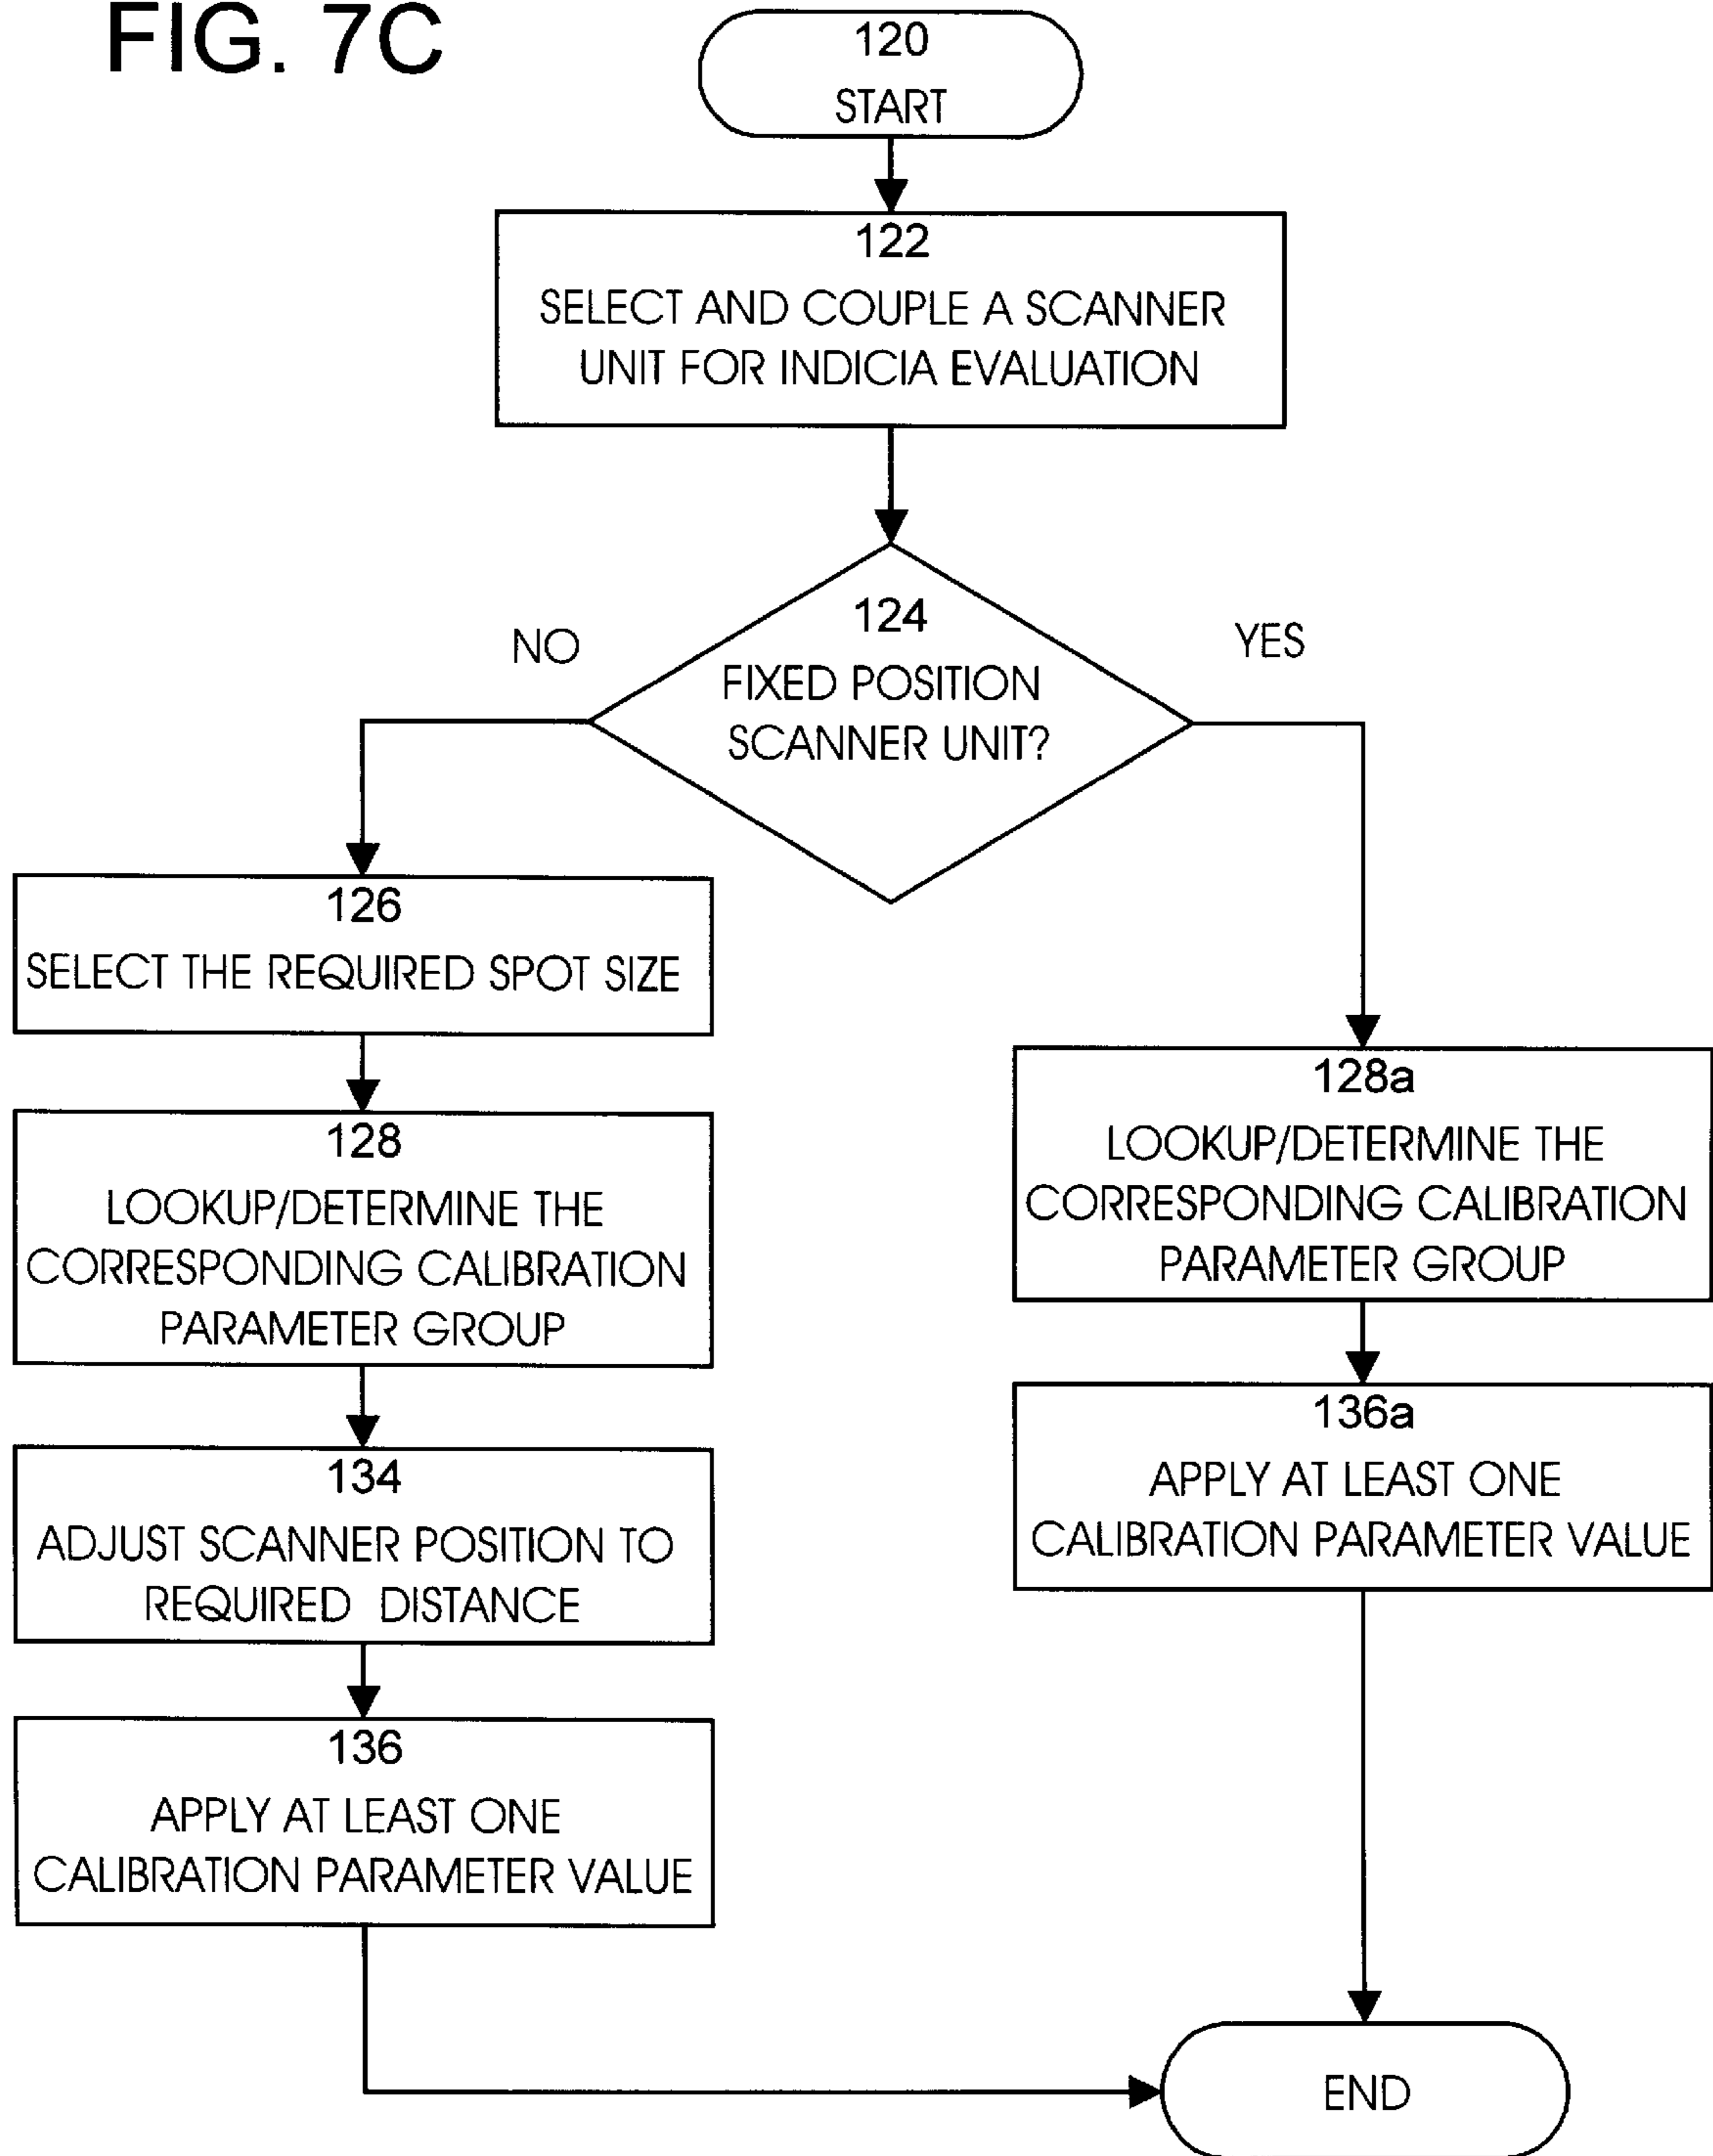 FIG. 7C
120
START
122
SELECT AND COUPLE A SCANNER
UNIT FOR INDICIA EVALUATION
124
FIXED POSITION
SCANNER UNIT?
NO
YES
126
SELECT THE REQUIRED SPOT SIZE
128
LOOKUP/DETERMINE THE
CORRESPONDING CALIBRATION
PARAMETER GROUP
134
ADJUST SCANNER POSITION TO
REQUIRED DISTANCE
136
APPLY AT LEAST ONE
CALIBRATION PARAMETER VALUE
128a
LOOKUP/DETERMINE THE
CORRESPONDING CALIBRATION
PARAMETER GROUP
136a
APPLY AT LEAST ONE
CALIBRATION PARAMETER VALUE
END